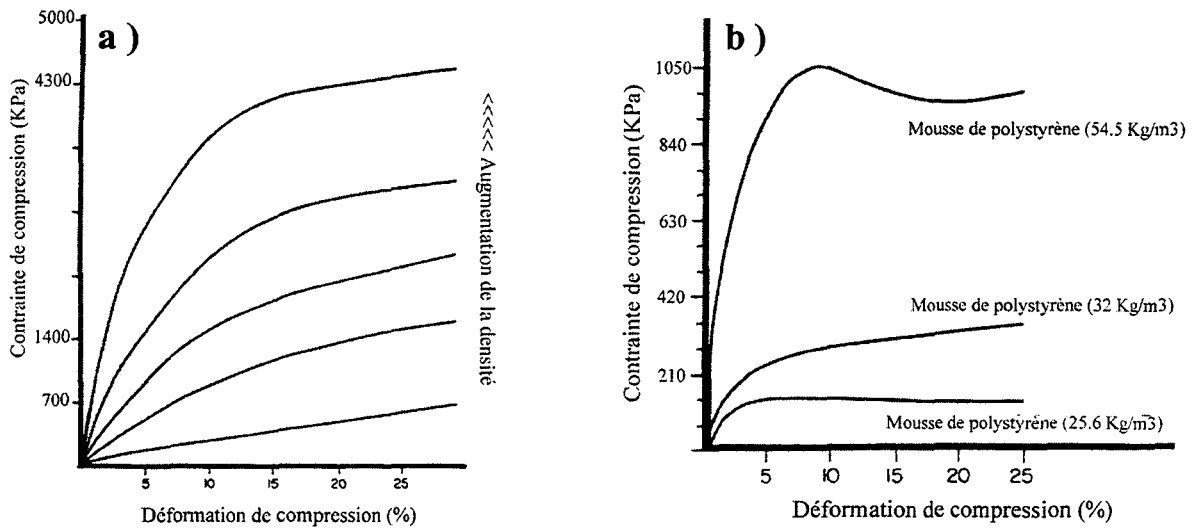 a )
5000
4300
1400
700
Contrainte de compression (KPa)
5 10 15 20 25
Déformation de compression (%)
<<<<< Augmentation de la densité
b )
1050
840
630
420
210
Contrainte de compression (KPa)
Mousse de polystyrène (54.5 Kg/m3)
Mousse de polystyrène (32 Kg/m3)
Mousse de polystyrène (25.6 Kg/m3)
5 10 15 20 25
Déformation de compression (%)